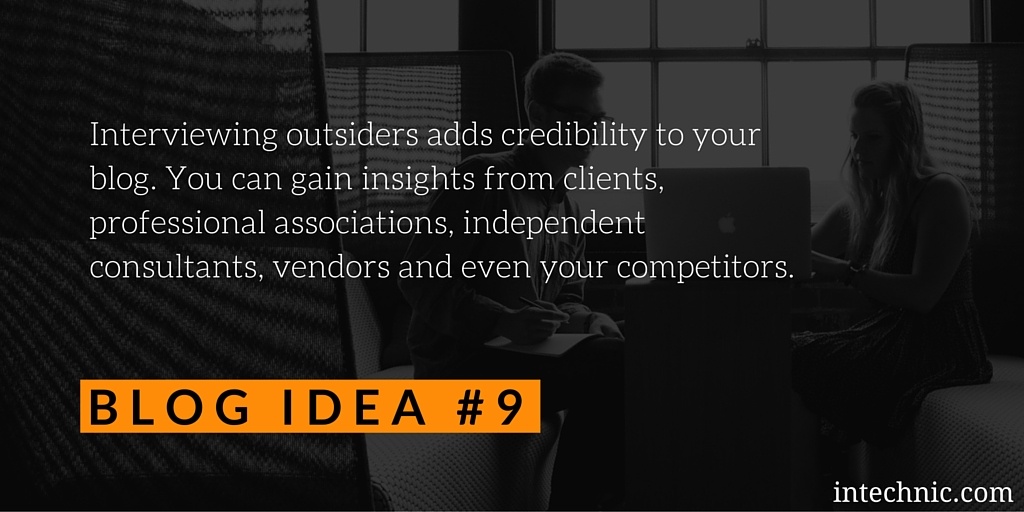 Interviewing outsiders adds credibility to your
blog. You can gain insights from clients,
professional associations, independent
consultants, vendors and even your competitors.
BLOG IDEA #9
intechnic.com